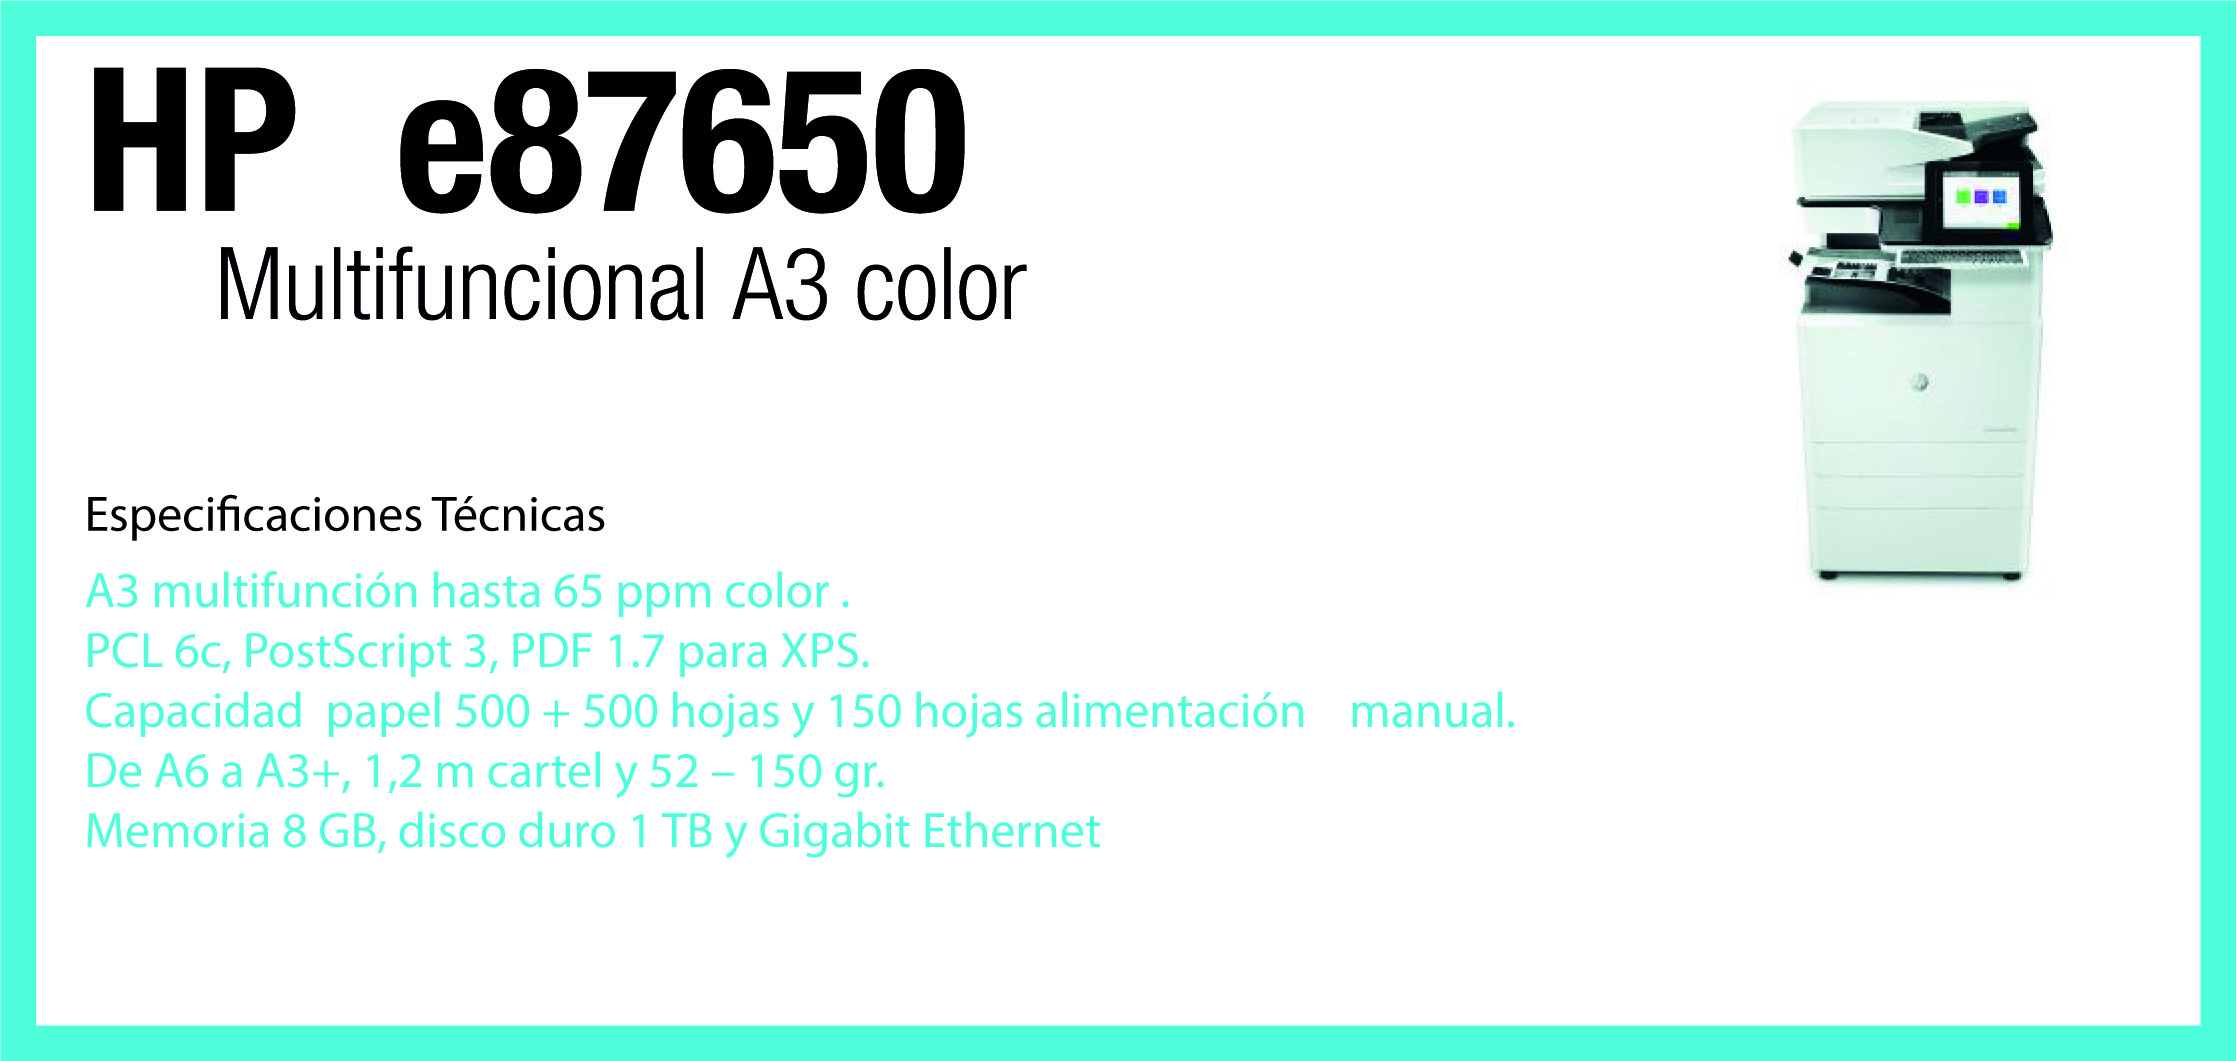 HP e87650
Multifuncional A3 color
Especificaciones Técnicas
A3 multifunción hasta 65 ppm color .
PCL 6c, PostScript 3, PDF 1.7 para XPS.
Capacidad papel 500 + 500 hojas y 150 hojas alimentación manual.
De A6 a A3+, 1,2 m cartel y 52 – 150 gr.
Memoria 8 GB, disco duro 1 TB y Gigabit Ethernet